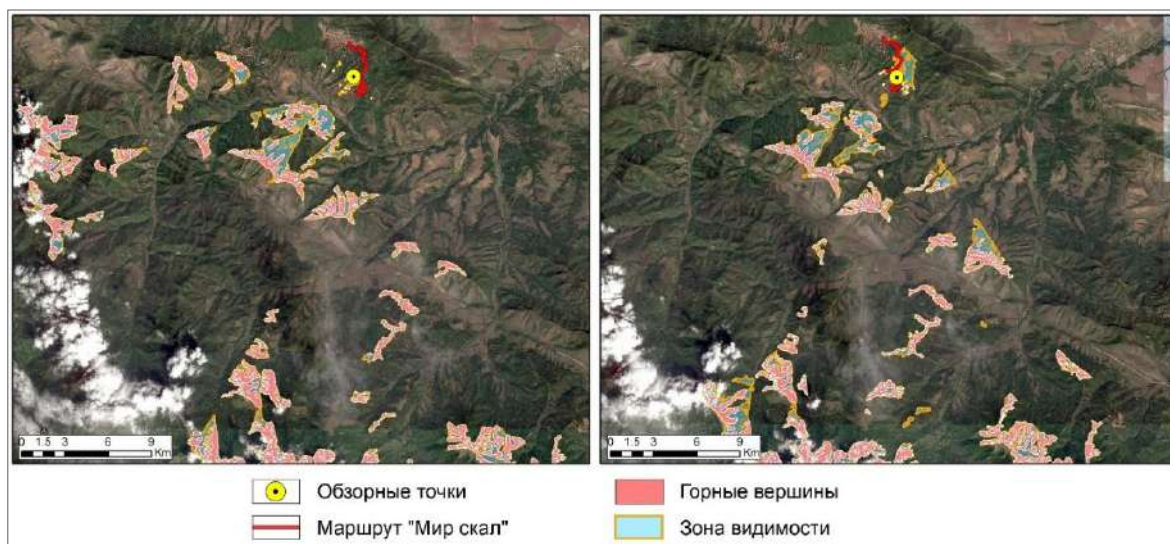 0 1.5 3 6 9
Km
0 1.5 3 6 9
Km
Обзорные точки
Горные вершины
Маршрут "Мир скал"
Зона видимости